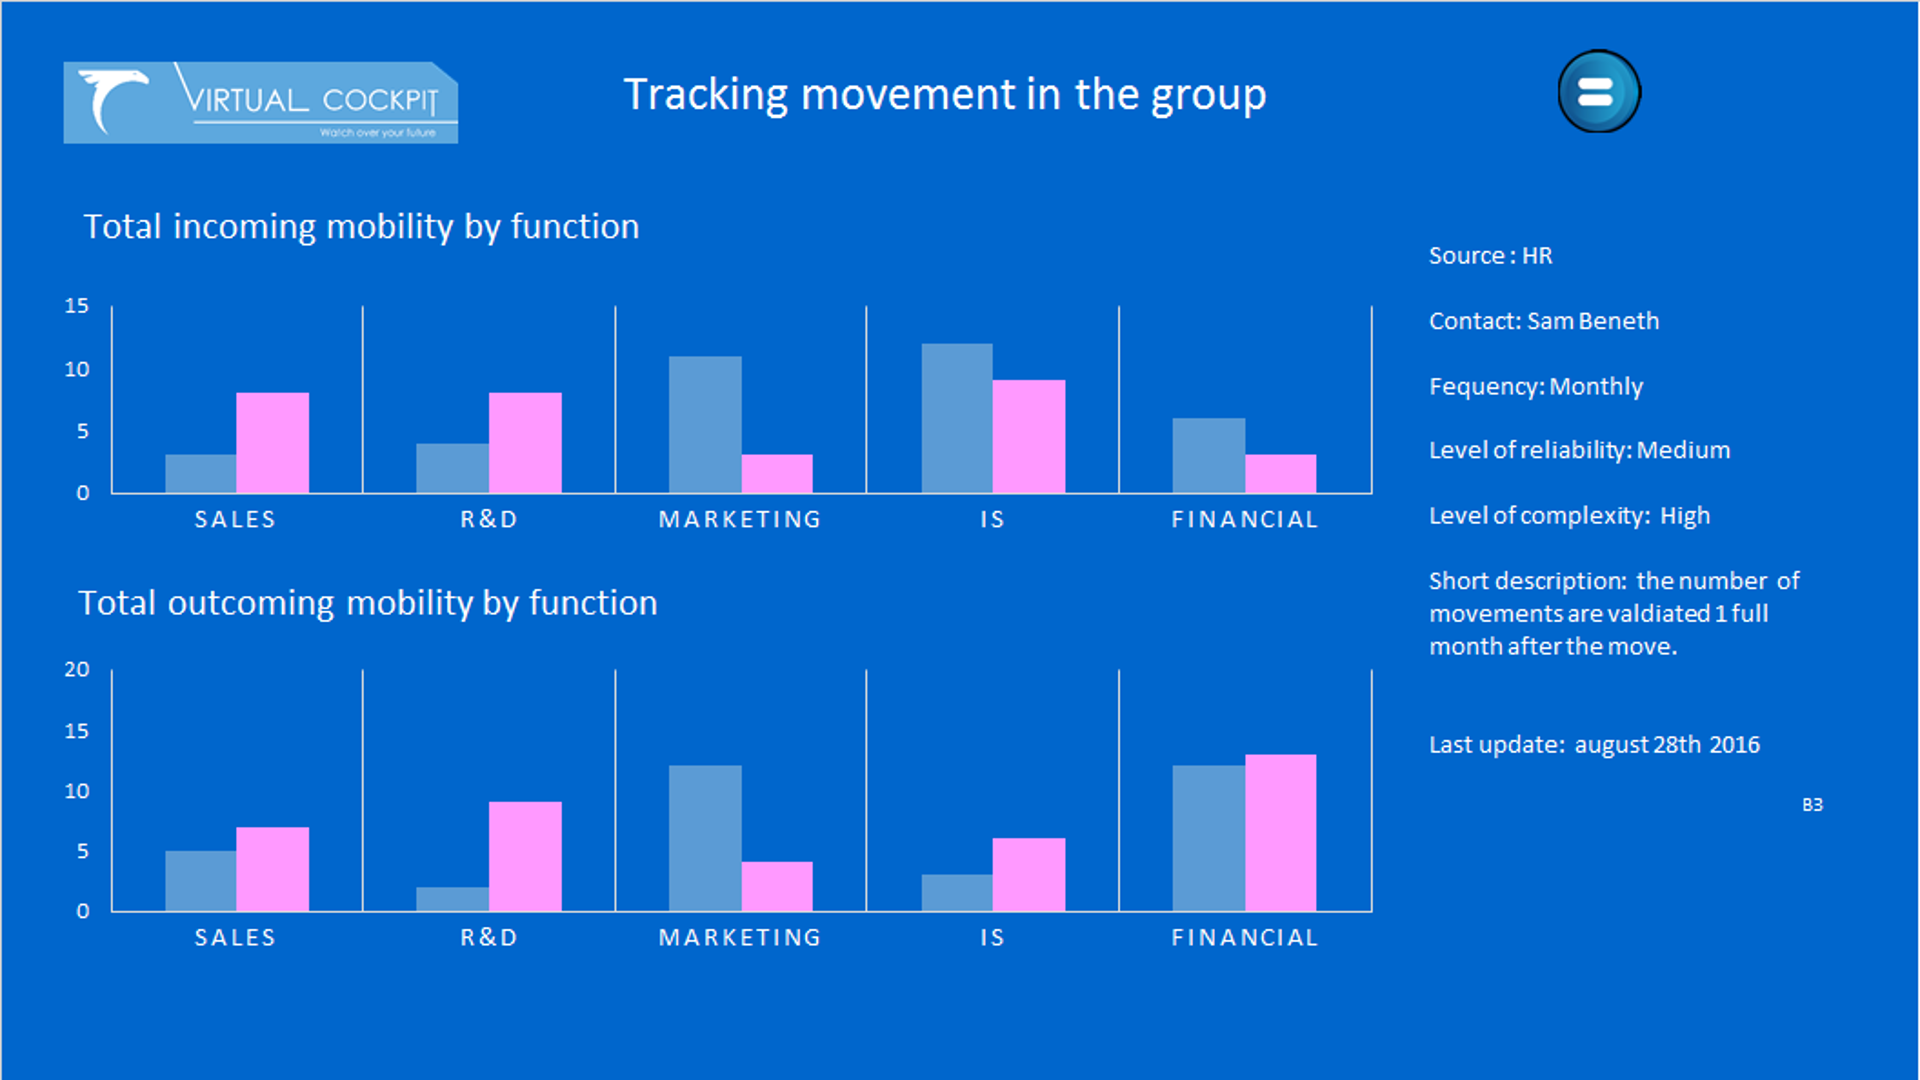 VIRTUAL COCKPIT
Watch over your future
Tracking movement in the group
Total incoming mobility by function
15
10
5
0
SALES
R&D
MARKETING
IS
FINANCIAL
Total outcoming mobility by function
20
15
10
5
0
SALES
R&D
MARKETING
IS
FINANCIAL
Source : HR
Contact: Sam Beneth
Fequency: Monthly
Level of reliability: Medium
Level of complexity: High
Short description: the number of
movements are valdiated 1 full
month after the move.
Last update: august 28th 2016
B3